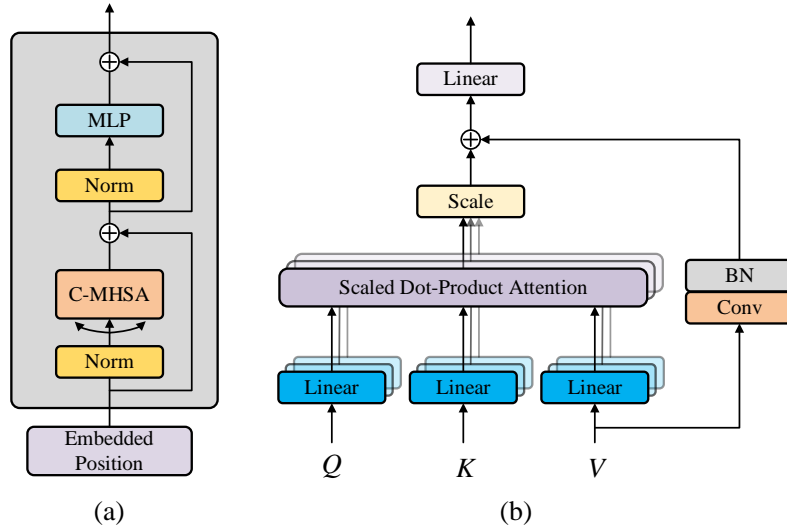 MLP
Norm
C-MHSA
Norm
Embedded
Position
(a)
Linear
Scale
Scaled Dot-Product Attention
BN
Conv
Linear
Linear
Linear
Q
K
V
(b)